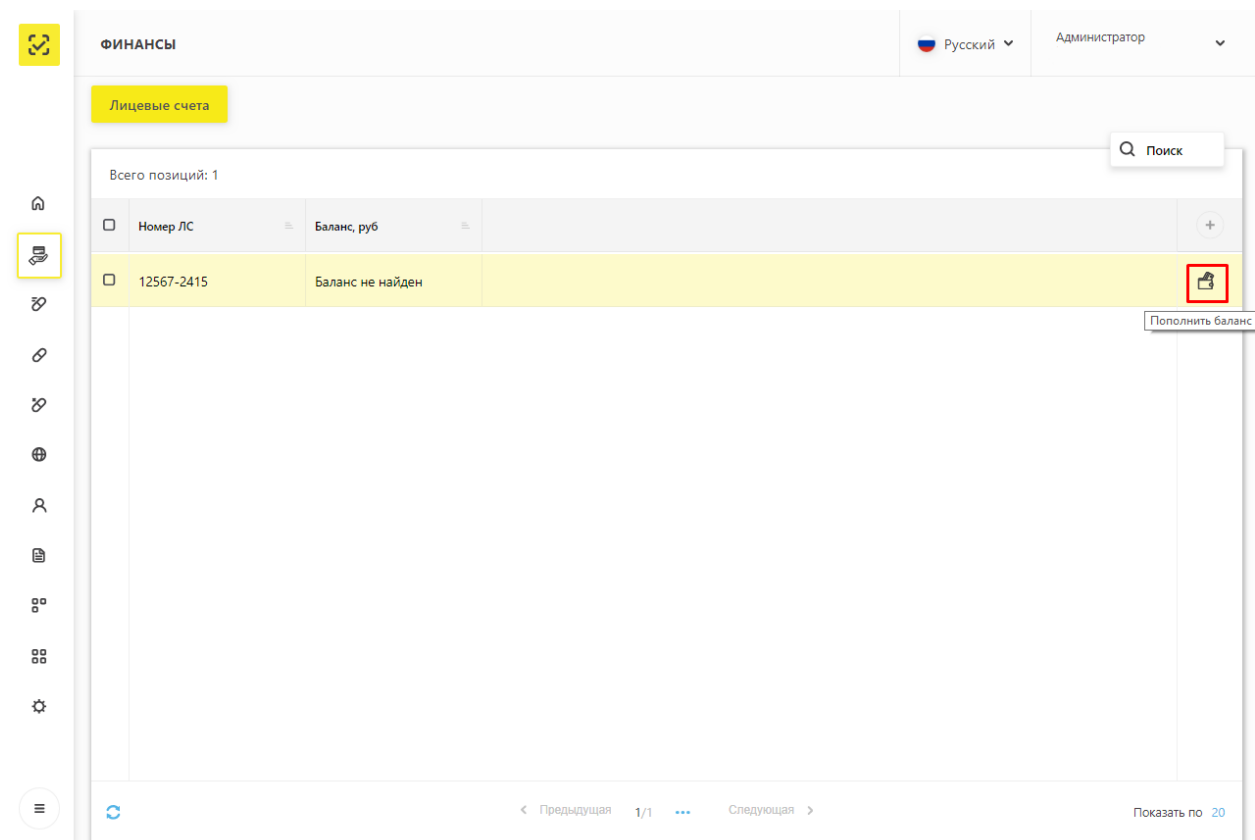 ФИНАНСЫ
Русский
Администратор
Лицевые счета
Поиск
Всего позиций: 1
Номер ЛС
Баланс, руб
12567-2415
Баланс не найден
Пополнить баланс
Предыдущая 1/1 ••• Следующая
Показать по 20